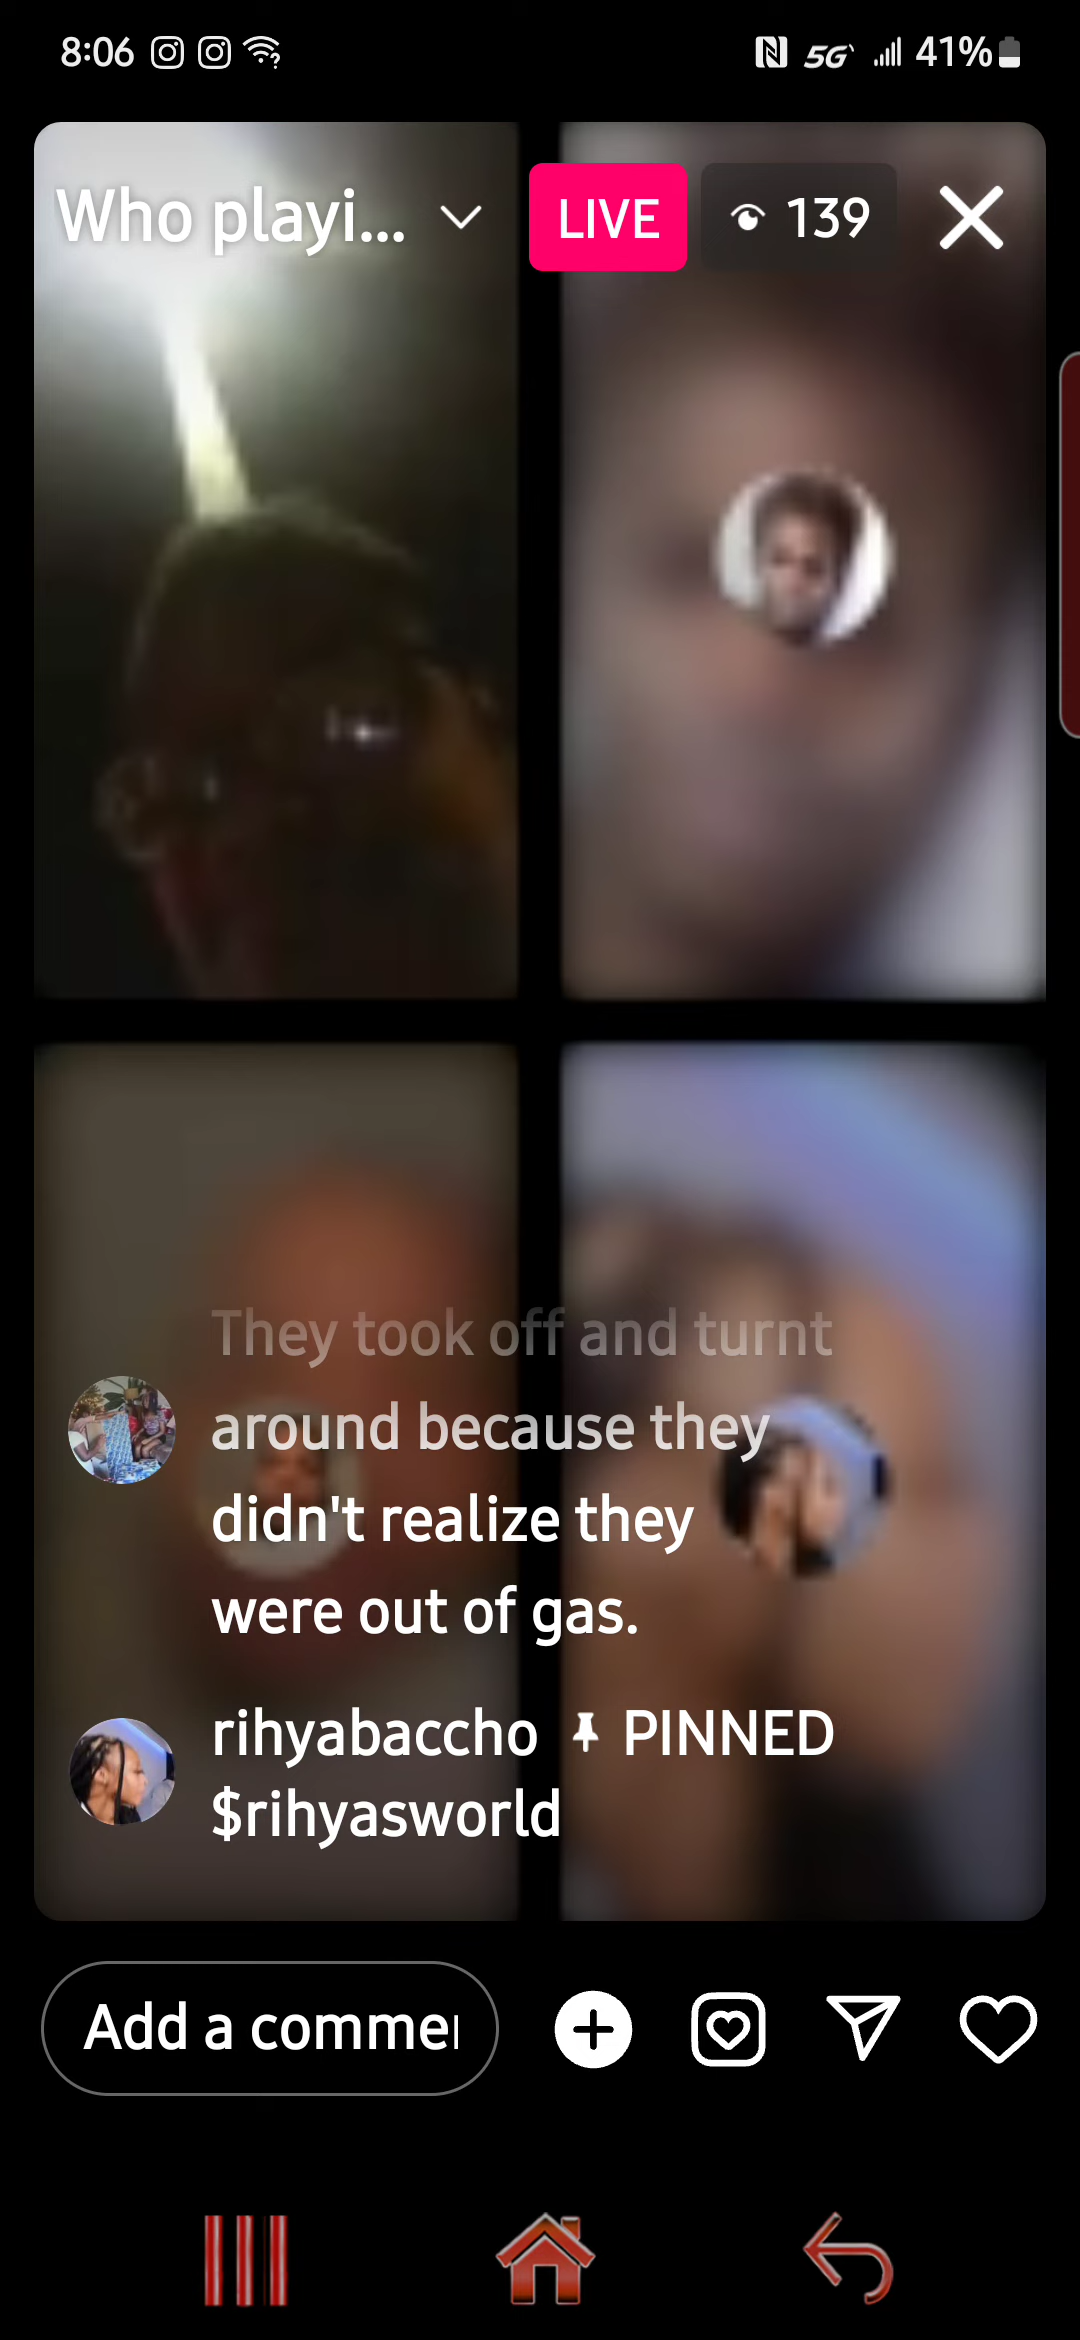 8:06
5G 41%
Who playi... LIVE 139
They took off and turnt
around because they
didn't realize they
were out of gas.
rihyabaccho PINNED
$rihyasworld
Add a comme